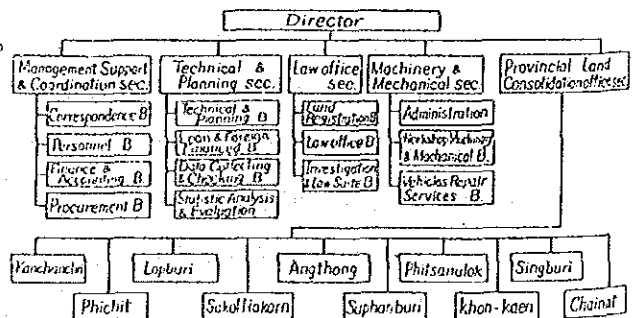 Director
Management Support
& Coordination sec.
Technical &
Planning sec.
Law office
sec.
Machinery &
Mechanical sec.
Provincial Land
Consolidation office sec.
Correspondence B
Personnel B
Finance &
Accounting B
Procurement B
Technical &
Planning B
Loan & Foreign
Financed B
Data Collecting
& Checking B
Statistic Analysis
& Evaluation
Land
Registration B
Law office B
Investigation
& Law Suite B
Administration
Workshop Machinery
& Mechanical B.
Vehicles Repair
Services B.
Kanchanaburi
Lopburi
Angthong
Phitsanulok
Singburi
Phichit
Suphanburi
Khon-kaen
Chainat